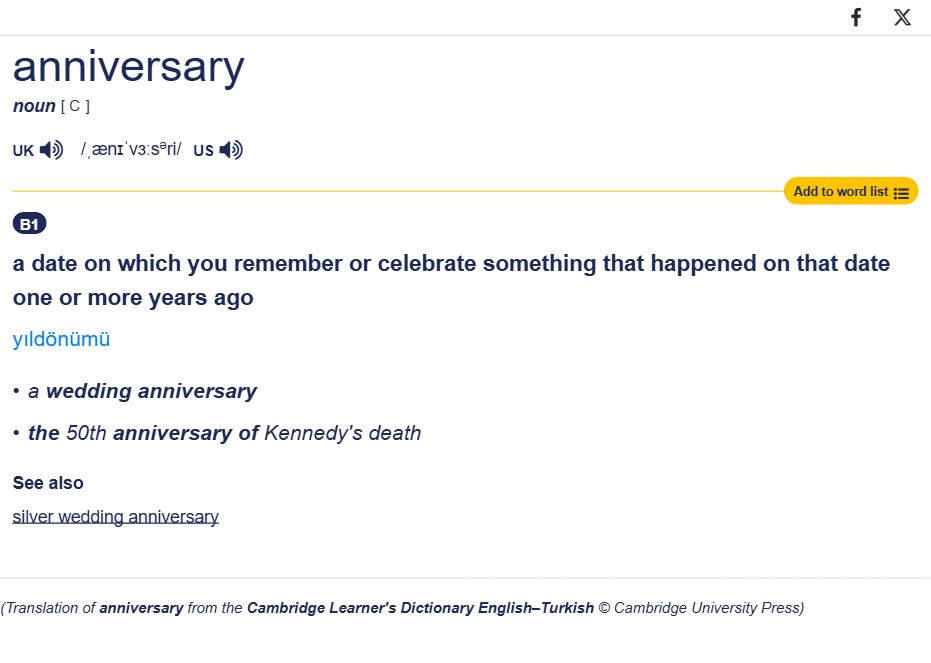 anniversary
noun [ C ]
UK /ˌænɪˈvɜːsᵊri/ US
Add to word list
B1
a date on which you remember or celebrate something that happened on that date
one or more years ago
yıldönümü
• a wedding anniversary
• the 50th anniversary of Kennedy's death
See also
silver wedding anniversary
(Translation of anniversary from the Cambridge Learner's Dictionary English–Turkish © Cambridge University Press)